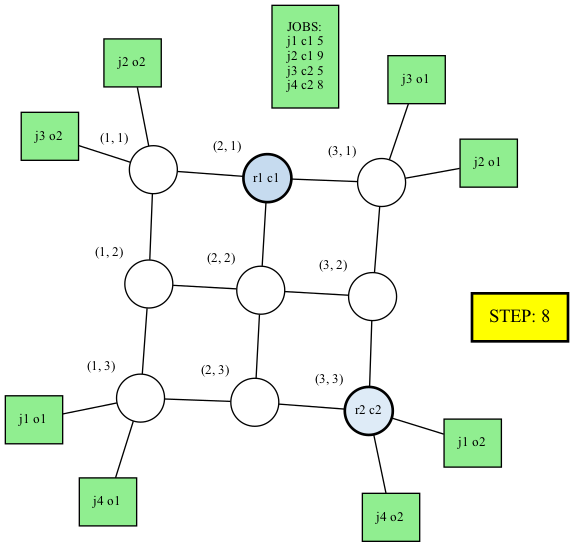 JOBS:
j1 c1 5
j2 c1 9
j3 c2 5
j4 c2 8
j2 o2
j3 o1
j3 o2
(1, 1)
(2, 1)
(3, 1)
j2 o1
r1 c1
(1, 2)
(2, 2)
(3, 2)
STEP: 8
(1, 3)
(2, 3)
(3, 3)
r2 c2
j1 o1
j1 o2
j4 o1
j4 o2